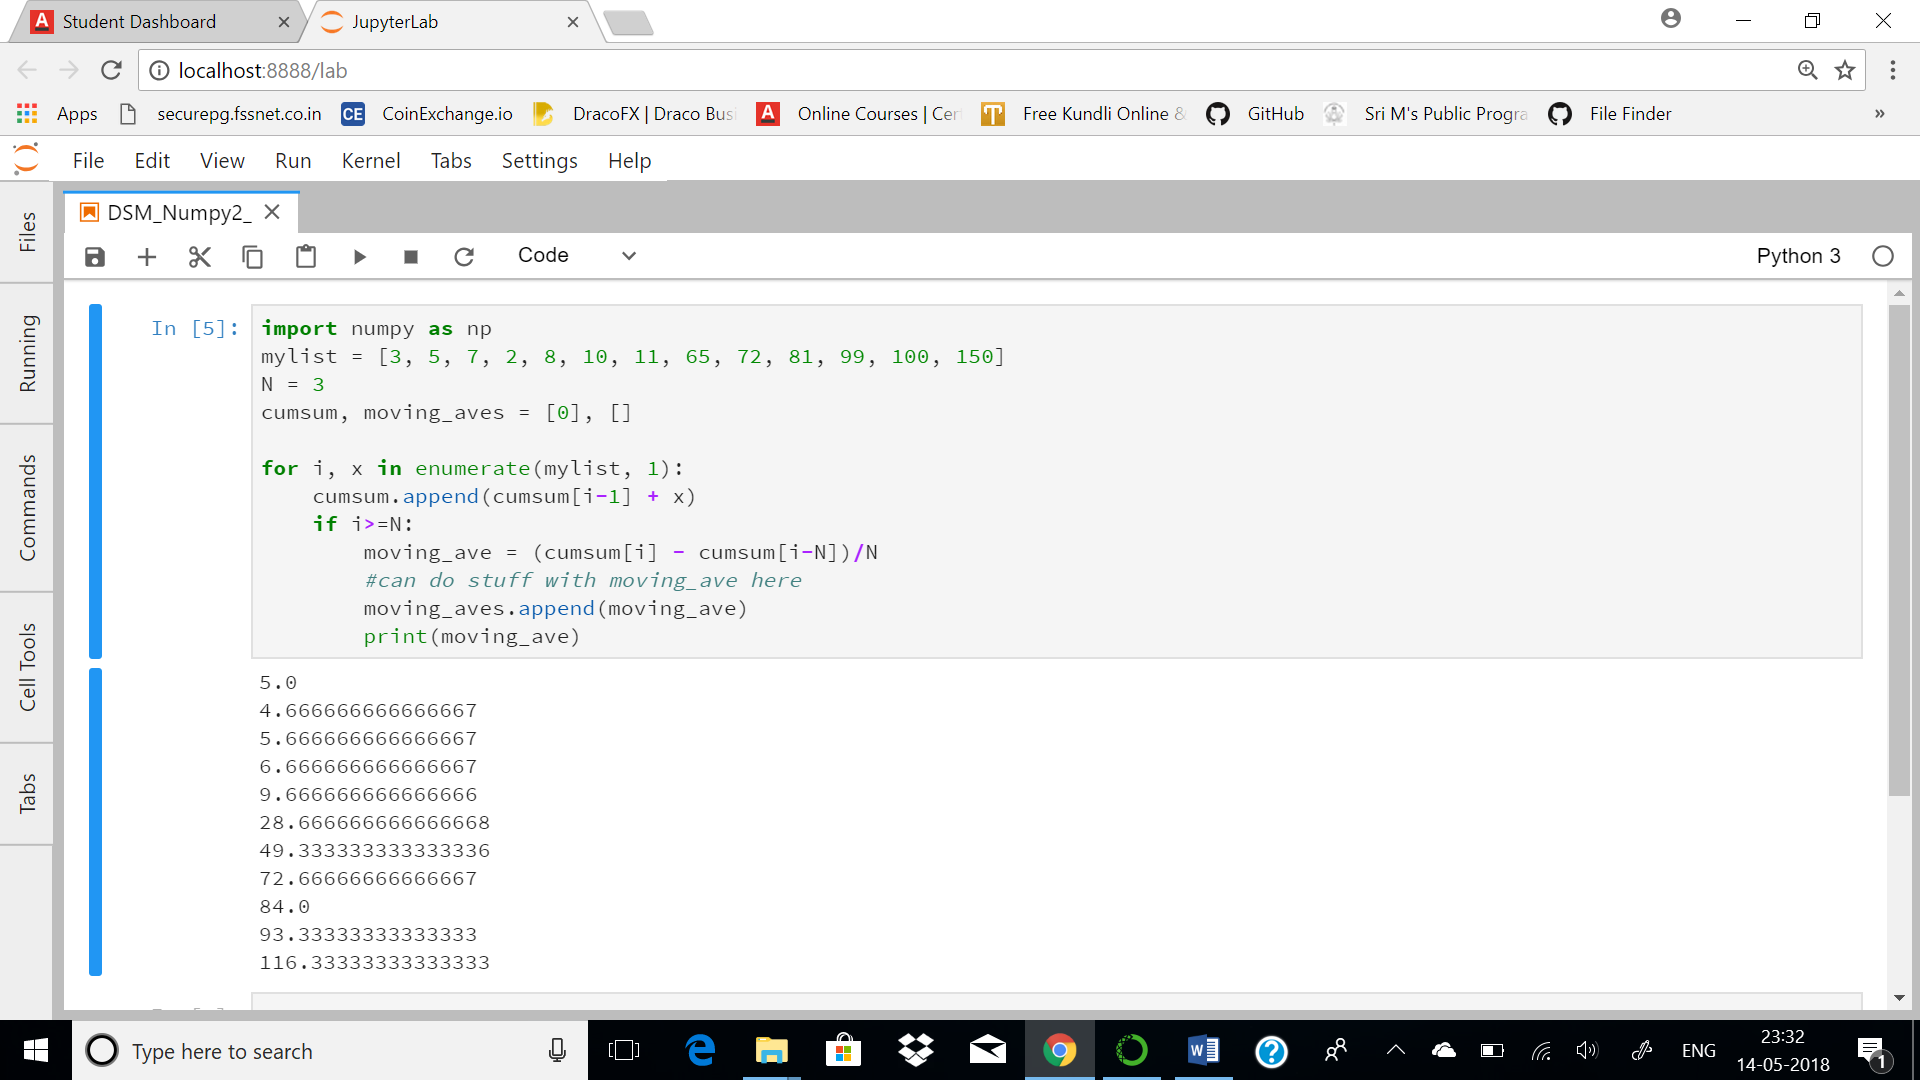 Student Dashboard
JupyterLab
localhost:8888/lab
Apps securepg.fssnet.co.in CE CoinExchange.io DracoFX | Draco Busi Online Courses | Cer Free Kundli Online & GitHub Sri M's Public Progra File Finder »
File Edit View Run Kernel Tabs Settings Help
DSM_Numpy2_
Code
Python 3
Files
Running
Commands
Cell Tools
Tabs
In [5]:
import numpy as np
mylist = [3, 5, 7, 2, 8, 10, 11, 65, 72, 81, 99, 100, 150]
N = 3
cumsum, moving_aves = [0], []
for i, x in enumerate(mylist, 1):
    cumsum.append(cumsum[i-1] + x)
    if i>=N:
        moving_ave = (cumsum[i] - cumsum[i-N])/N
        #can do stuff with moving_ave here
        moving_aves.append(moving_ave)
        print(moving_ave)
5.0
4.666666666666667
5.666666666666667
6.666666666666667
9.666666666666666
28.666666666666668
49.333333333333336
72.66666666666667
84.0
93.33333333333333
116.33333333333333
Type here to search
ENG
23:32
14-05-2018
1